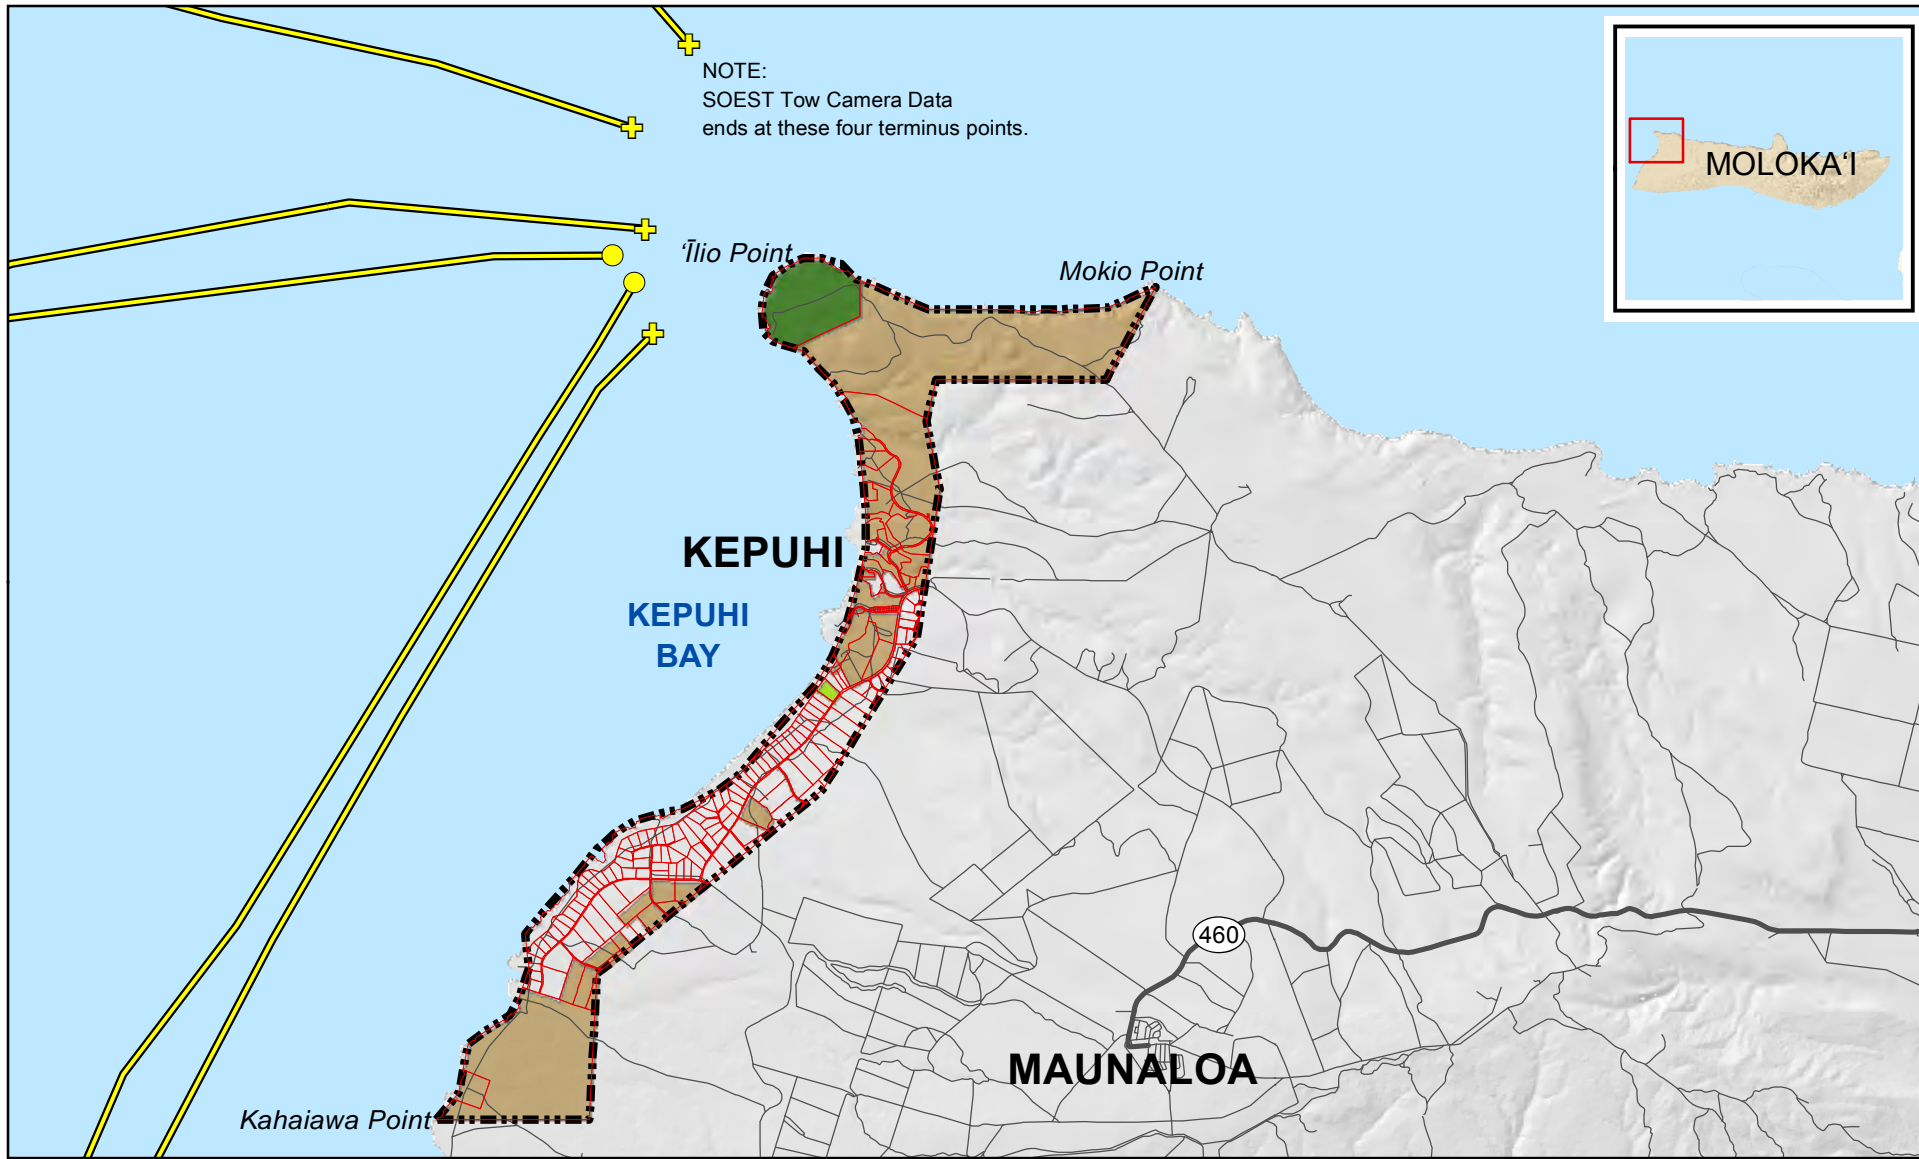 NOTE:
SOEST Tow Camera Data
ends at these four terminus points.
MOLOKAʻI
ʻĪlio Point
Mokio Point
KEPUHI
KEPUHI
BAY
460
MAUNALOA
Kahaiawa Point